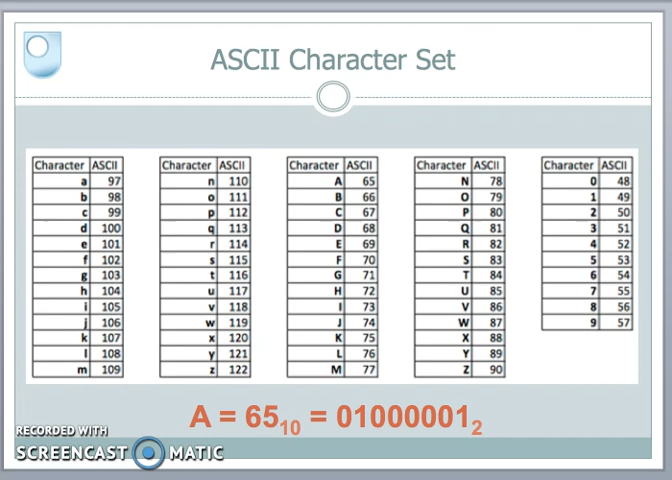 ASCII Character Set
Character ASCII Character ASCII Character ASCII Character ASCII Character ASCII
a 97 n 110 A 65 N 78 0 48
b 98 o 111 B 66 O 79 1 49
c 99 p 112 C 67 P 80 2 50
d 100 q 113 D 68 Q 81 3 51
e 101 r 114 E 69 R 82 4 52
f 102 s 115 F 70 S 83 5 53
g 103 t 116 G 71 T 84 6 54
h 104 u 117 H 72 U 85 7 55
i 105 v 118 I 73 V 86 8 56
j 106 w 119 J 74 W 87 9 57
k 107 x 120 K 75 X 88
l 108 y 121 L 76 Y 89
m 109 z 122 M 77 Z 90
A = 65₁₀ = 01000001₂
RECORDED WITH
SCREENCAST MATIC